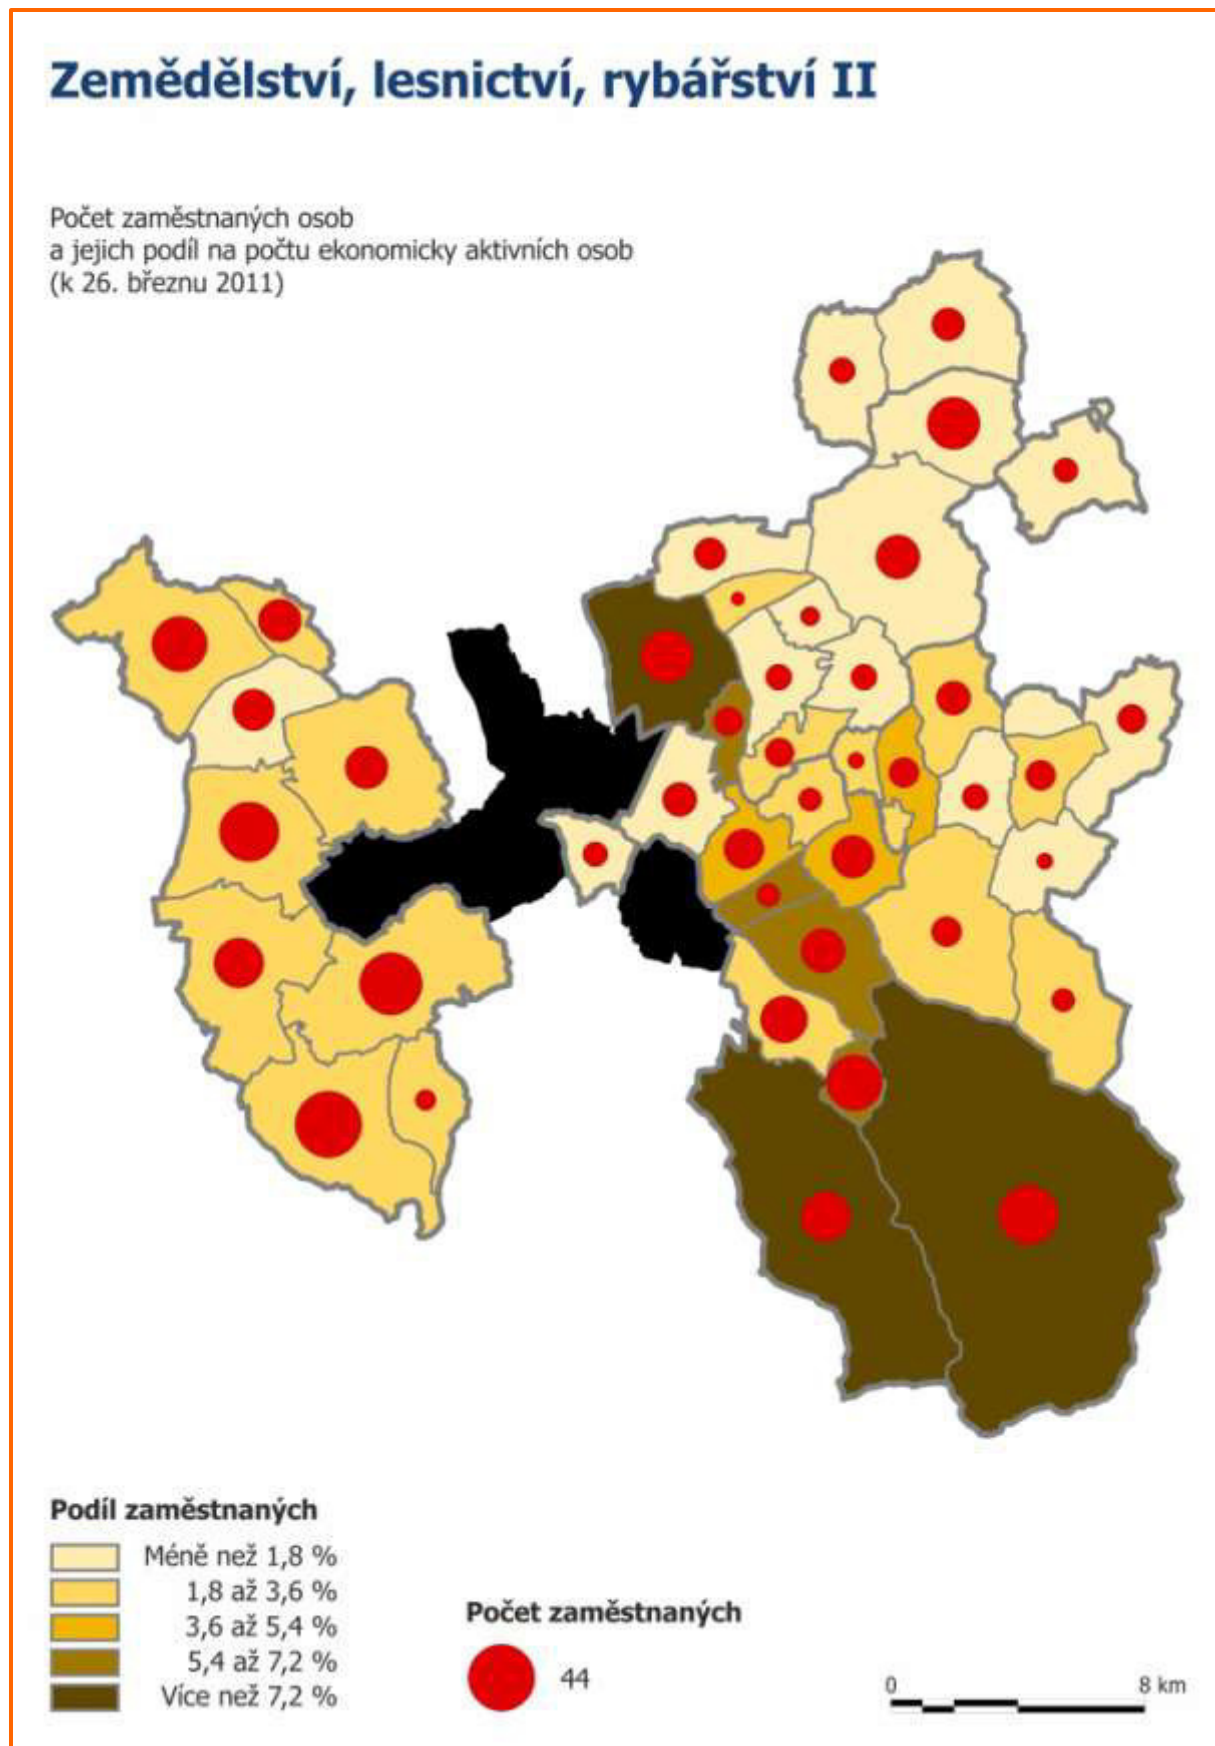 Zemědělství, lesnictví, rybářství II
Počet zaměstnaných osob
a jejich podíl na počtu ekonomicky aktivních osob
(k 26. březnu 2011)
Podíl zaměstnaných
Méně než 1,8 %
1,8 až 3,6 %
3,6 až 5,4 %
5,4 až 7,2 %
Více než 7,2 %
Počet zaměstnaných
44
0 8 km